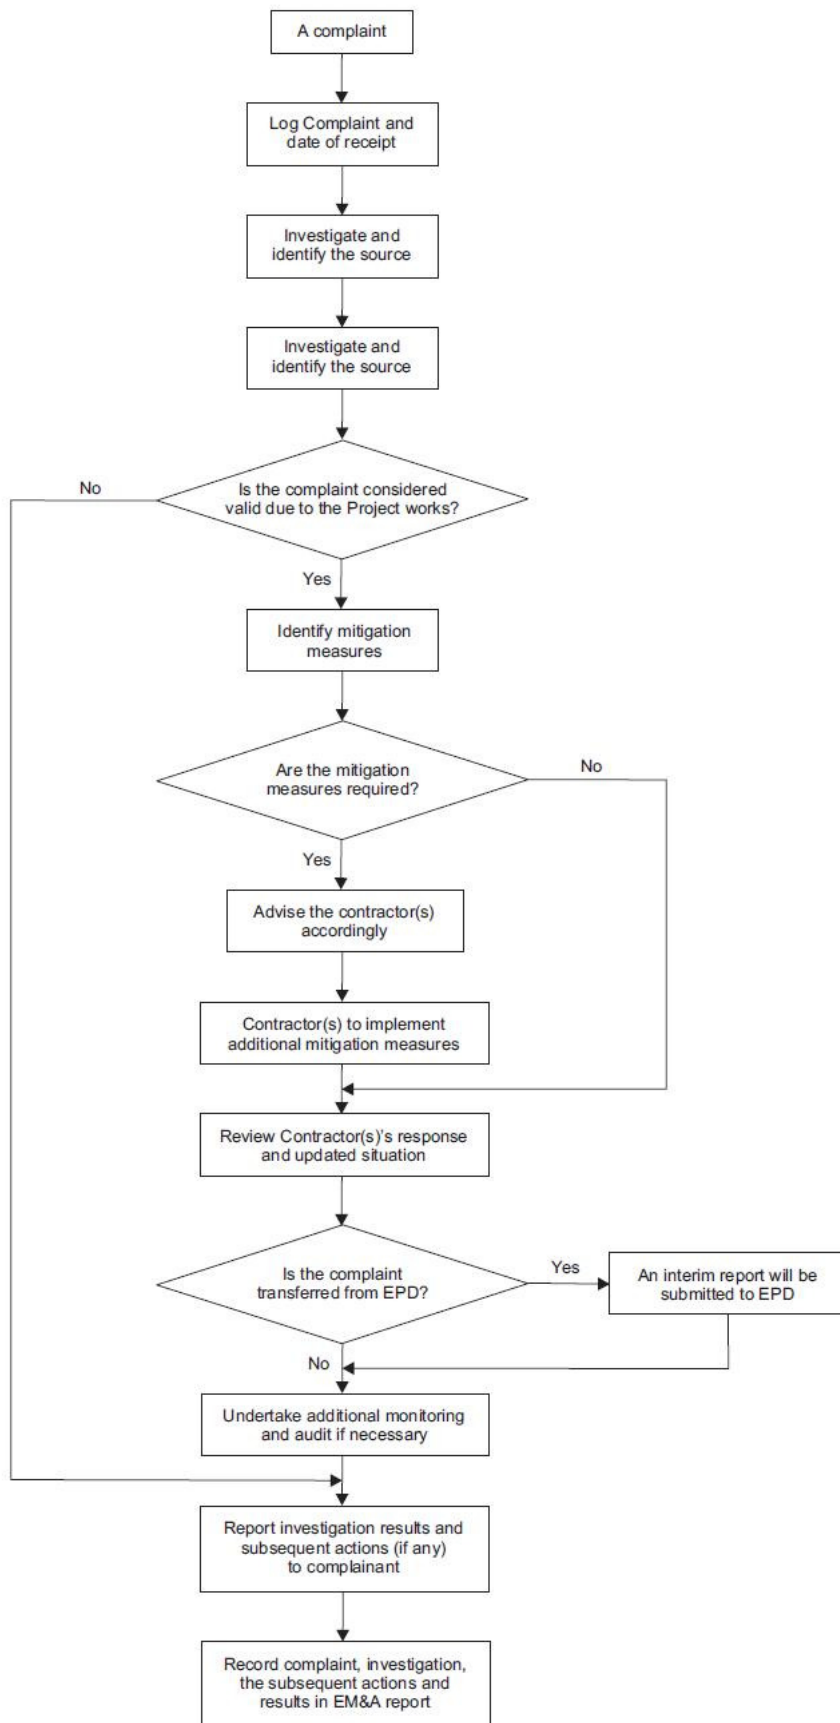 A complaint
Log Complaint and
date of receipt
Investigate and
identify the source
Investigate and
identify the source
Is the complaint considered
valid due to the Project works?
No
Yes
Identify mitigation
measures
Are the mitigation
measures required?
No
Yes
Advise the contractor(s)
accordingly
Contractor(s) to implement
additional mitigation measures
Review Contractor(s)'s response
and updated situation
Is the complaint
transferred from EPD?
Yes
An interim report will be
submitted to EPD
No
Undertake additional monitoring
and audit if necessary
Report investigation results and
subsequent actions (if any)
to complainant
Record complaint, investigation,
the subsequent actions and
results in EM&A report